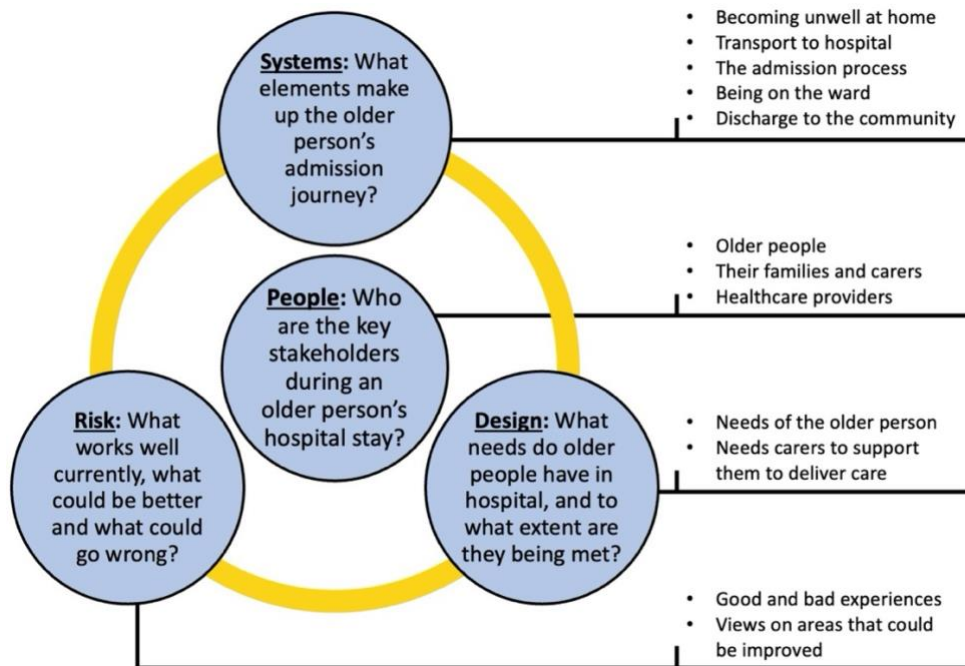 Systems: What
elements make
up the older
person's
admission
journey?
• Becoming unwell at home
• Transport to hospital
• The admission process
• Being on the ward
• Discharge to the community
People: Who
are the key
stakeholders
during an
older person's
hospital stay?
• Older people
• Their families and carers
• Healthcare providers
Risk: What
works well
currently, what
could be better
and what could
go wrong?
Design: What
needs do older
people have in
hospital, and to
what extent are
they being met?
• Needs of the older person
• Needs carers to support
them to deliver care
• Good and bad experiences
• Views on areas that could
be improved